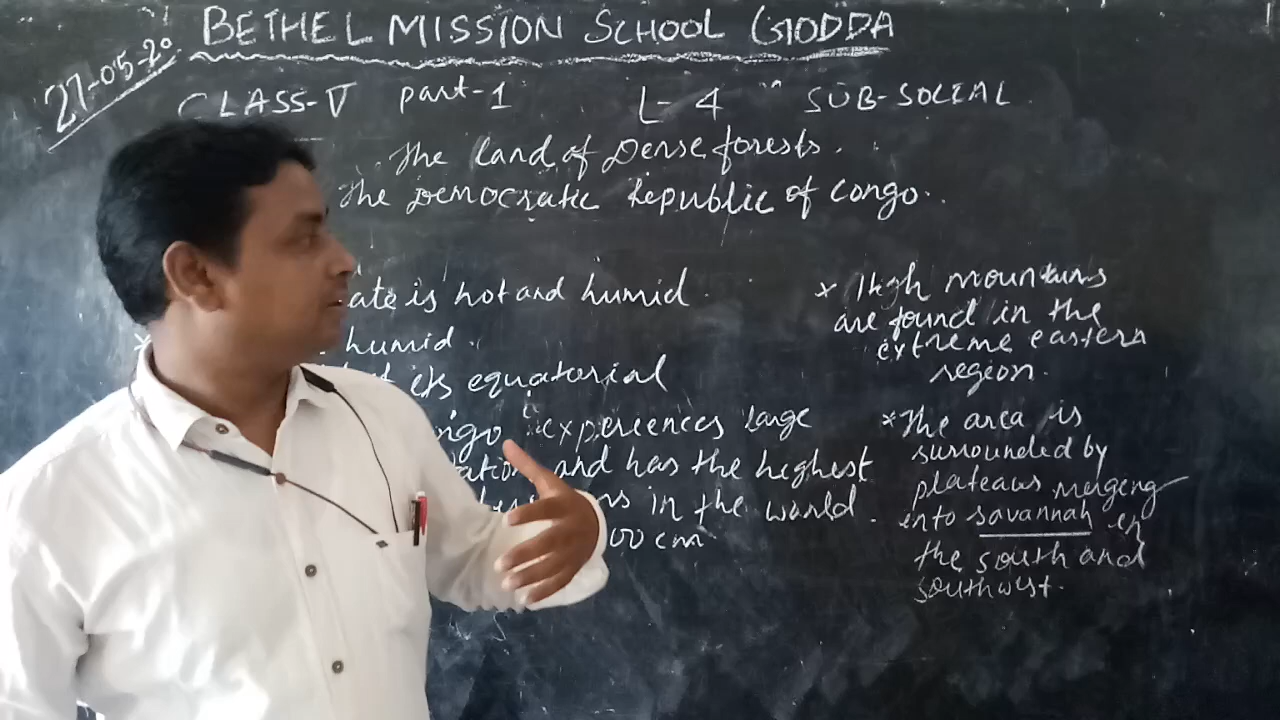 BETHEL MISSION SCHOOL GODDA
27-05-20
CLASS-V part-1 L-4 SUB-SOCIAL
The land of Dense forests.
The DEMOCRatic Republic of Congo.
ate is hot and humid.
* humid.
its equatorial
ngo experiences large
ation and has the highest
ms in the world.
00 cm
* High mountains
are found in the
extreme eastern
region.
* The area is
surrounded by
plateaus merging
into savannah in
the south and
southwest.